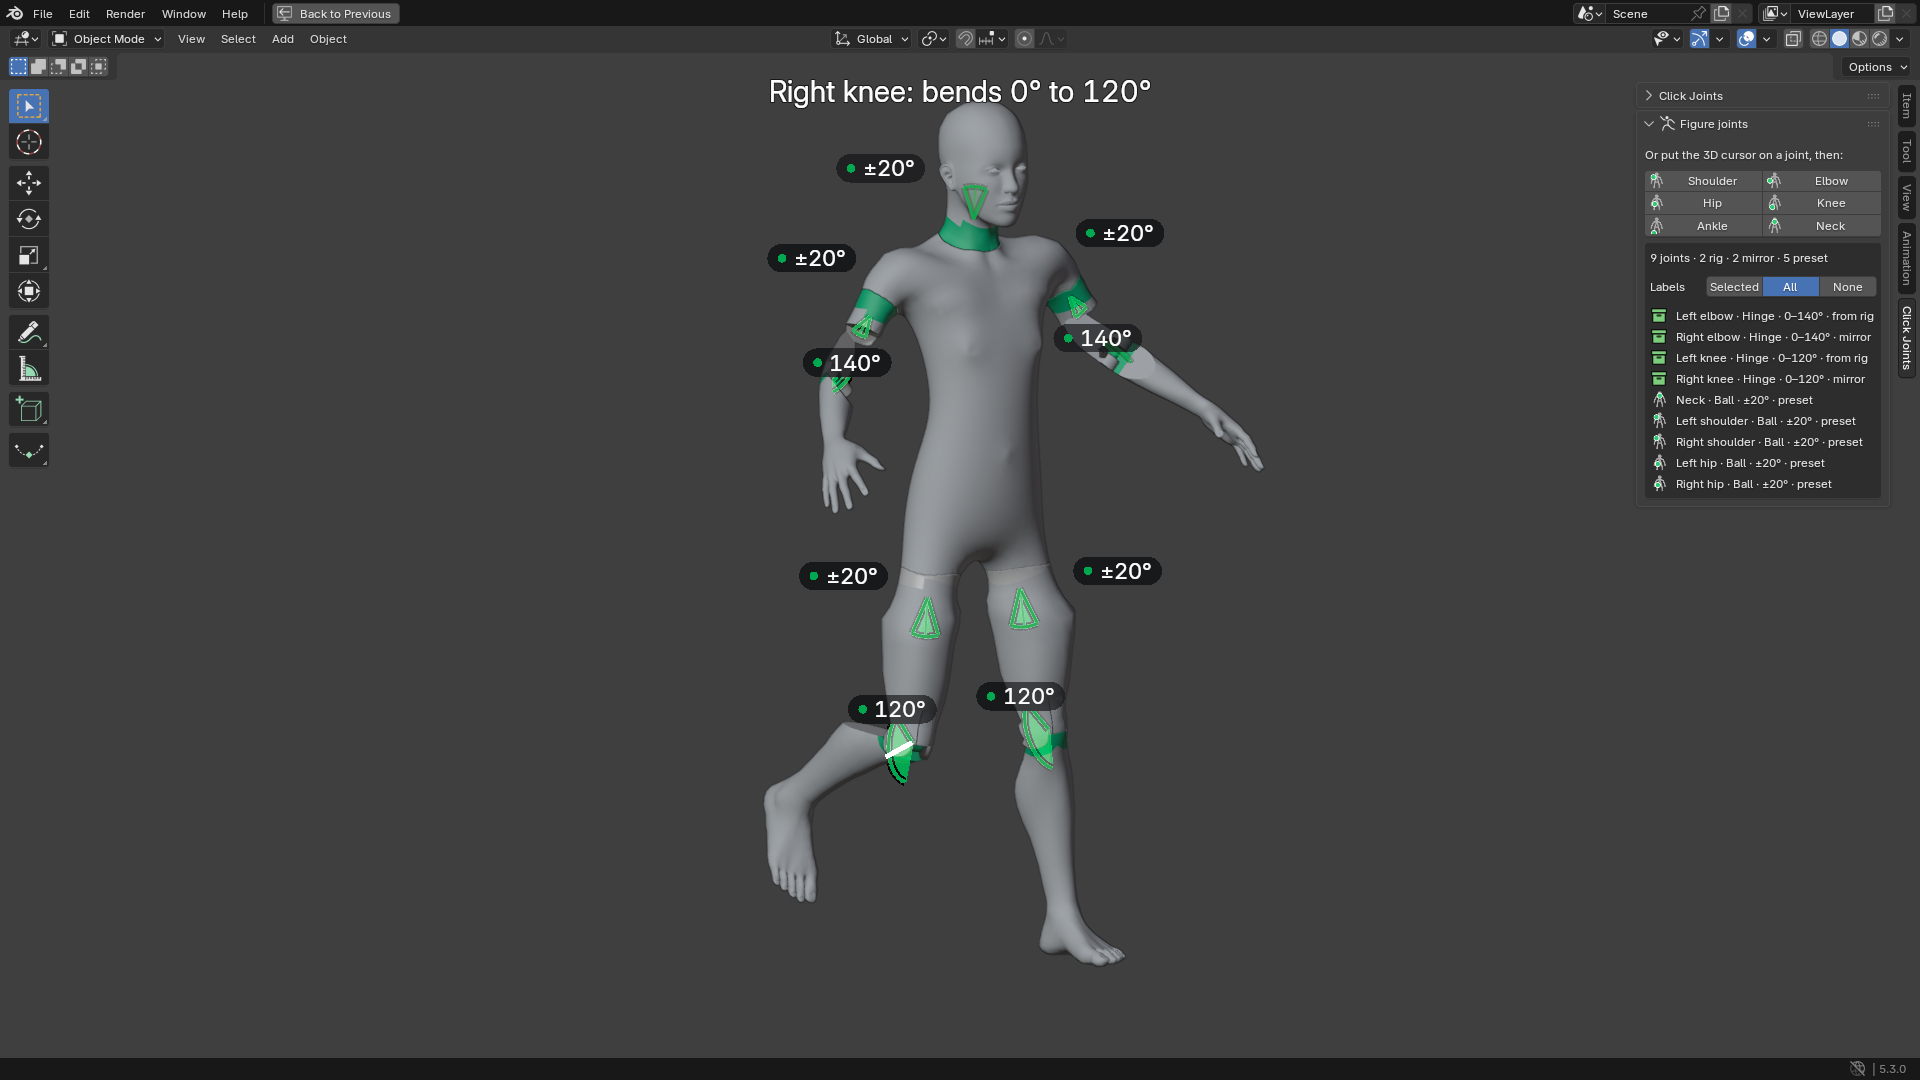 File Edit Render Window Help Back to Previous Scene ViewLayer
Object Mode View Select Add Object Global
Options
Right knee: bends 0° to 120°
±20°
±20°
±20°
140°
140°
±20°
±20°
120°
120°
Click Joints
Figure joints
Or put the 3D cursor on a joint, then:
Shoulder Elbow
Hip Knee
Ankle Neck
9 joints · 2 rig · 2 mirror · 5 preset
Labels Selected All None
Left elbow · Hinge · 0–140° · from rig
Right elbow · Hinge · 0–140° · mirror
Left knee · Hinge · 0–120° · from rig
Right knee · Hinge · 0–120° · mirror
Neck · Ball · ±20° · preset
Left shoulder · Ball · ±20° · preset
Right shoulder · Ball · ±20° · preset
Left hip · Ball · ±20° · preset
Right hip · Ball · ±20° · preset
Item
Tool
View
Animation
Click Joints
5.3.0